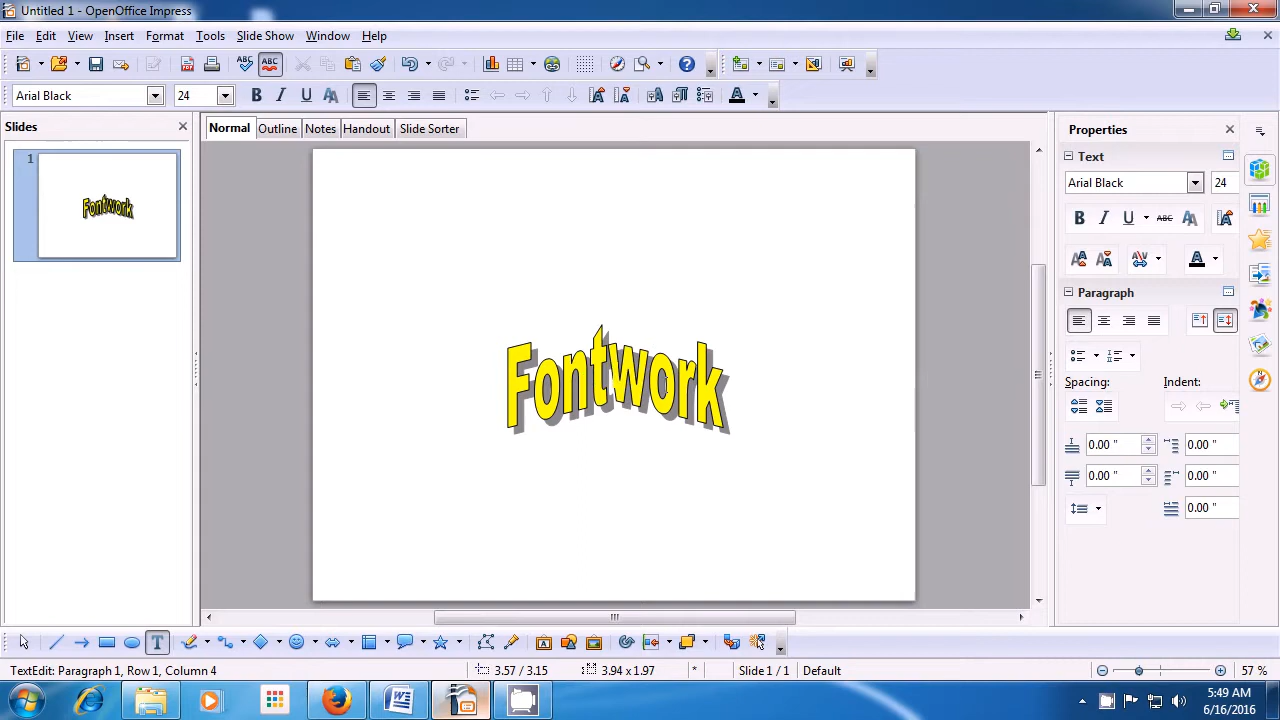 Untitled 1 - OpenOffice Impress
File Edit View Insert Format Tools Slide Show Window Help
Arial Black 24
Slides
Normal Outline Notes Handout Slide Sorter
Properties
1
Fontwork
Text
Arial Black 24
Paragraph
Spacing: Indent:
0.00 " 0.00 "
0.00 " 0.00 "
0.00 "
Fontwork
TextEdit: Paragraph 1, Row 1, Column 4 3.57 / 3.15 3.94 x 1.97 * Slide 1 / 1 Default 57 %
5:49 AM
6/16/2016